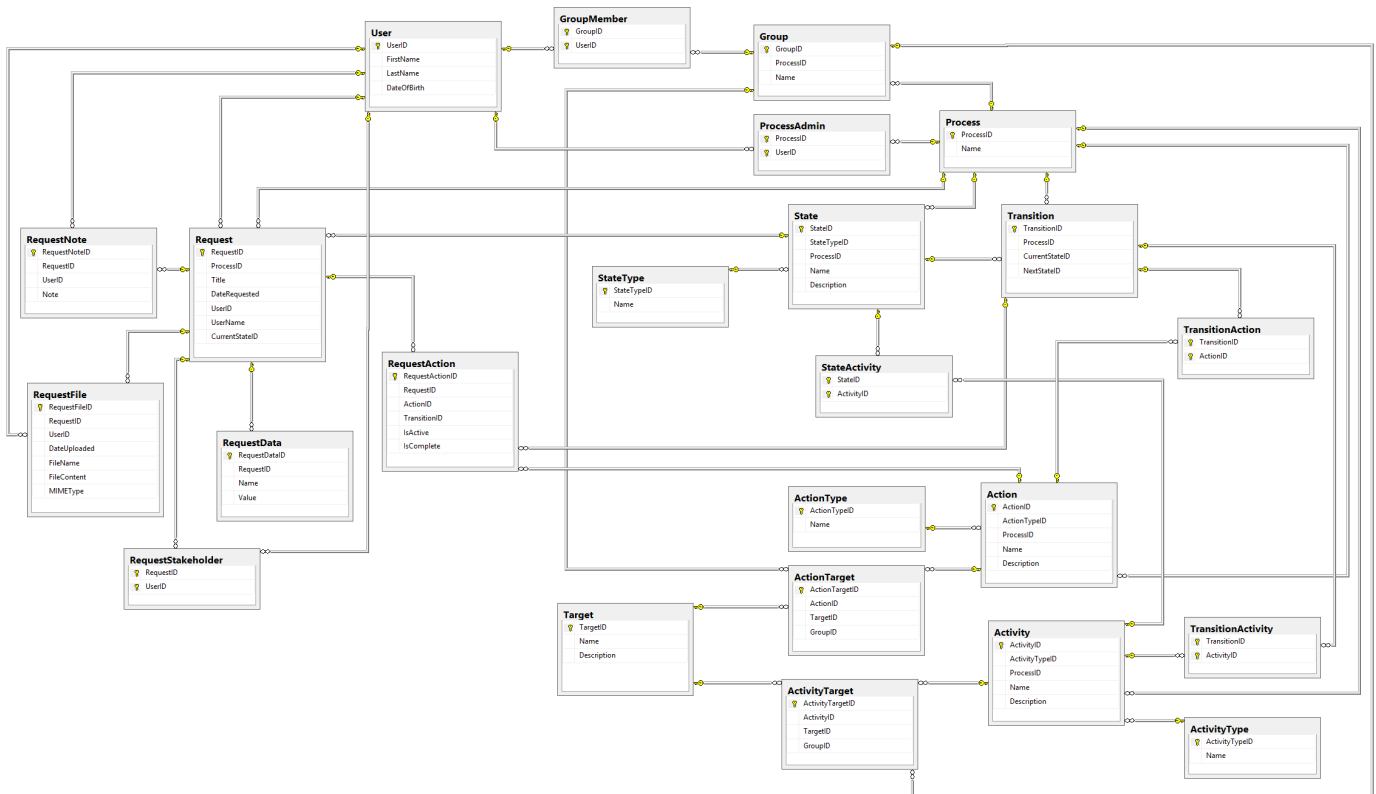 User
UserID
FirstName
LastName
DateOfBirth
GroupMember
GroupID
UserID
Group
GroupID
ProcessID
Name
ProcessAdmin
ProcessID
UserID
Process
ProcessID
Name
RequestNote
RequestNoteID
RequestID
UserID
Note
Request
RequestID
ProcessID
Title
DateRequested
UserID
UserName
CurrentStateID
StateType
StateTypeID
Name
State
StateID
StateTypeID
ProcessID
Name
Description
Transition
TransitionID
ProcessID
CurrentStateID
NextStateID
TransitionAction
TransitionID
ActionID
StateActivity
StateID
ActivityID
RequestAction
RequestActionID
RequestID
ActionID
TransitionID
IsActive
IsComplete
RequestFile
RequestFileID
RequestID
UserID
DateUploaded
FileName
FileContent
MIMEType
RequestData
RequestDataID
RequestID
Name
Value
RequestStakeholder
RequestID
UserID
ActionType
ActionTypeID
Name
Action
ActionID
ActionTypeID
ProcessID
Name
Description
ActionTarget
ActionTargetID
ActionID
TargetID
GroupID
Target
TargetID
Name
Description
Activity
ActivityID
ActivityTypeID
ProcessID
Name
Description
TransitionActivity
TransitionID
ActivityID
ActivityTarget
ActivityTargetID
ActivityID
TargetID
GroupID
ActivityType
ActivityTypeID
Name